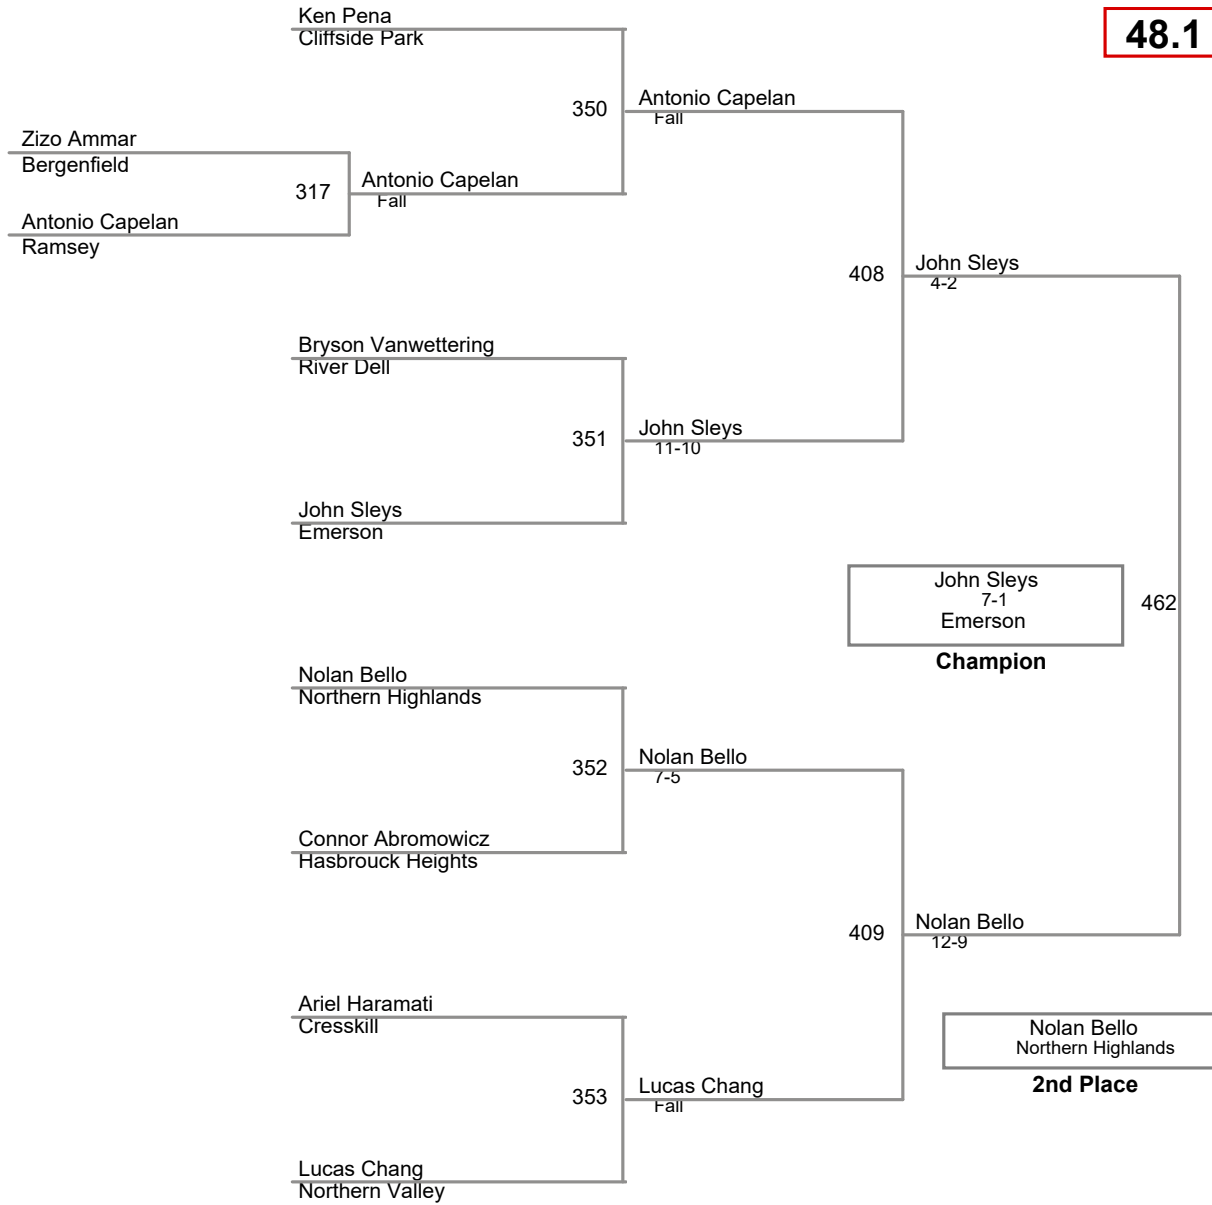 Ken Pena
Cliffside Park
48.1
350
Antonio Capelan
Fall
Zizo Ammar
Bergenfield
317
Antonio Capelan
Fall
Antonio Capelan
Ramsey
408
John Sleys
4-2
Bryson Vanwettering
River Dell
351
John Sleys
11-10
John Sleys
Emerson
John Sleys
7-1
Emerson
462
Champion
Nolan Bello
Northern Highlands
352
Nolan Bello
7-5
Connor Abromowicz
Hasbrouck Heights
409
Nolan Bello
12-9
Ariel Haramati
Cresskill
Nolan Bello
Northern Highlands
2nd Place
353
Lucas Chang
Fall
Lucas Chang
Northern Valley